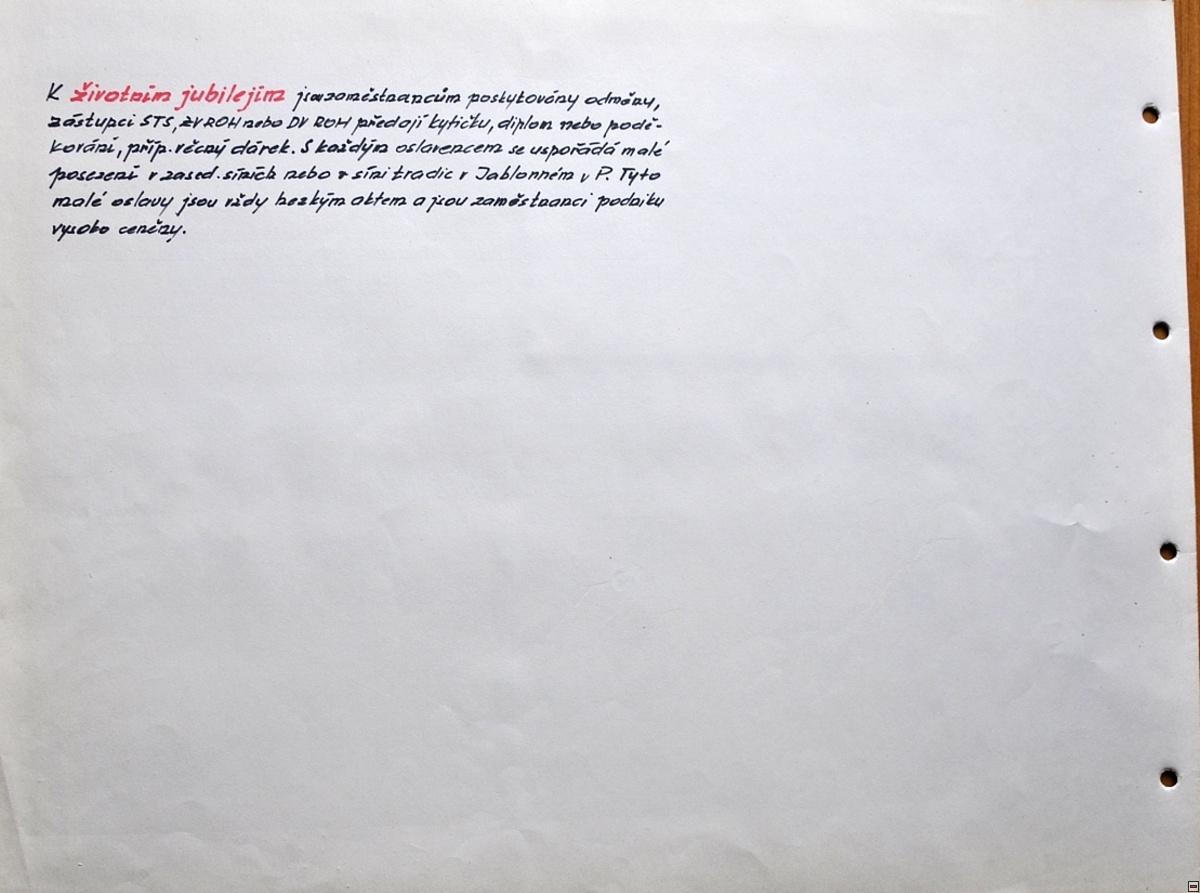 K životním jubilejím jsou zaměstnancům poskytovány odměny,
zástupci STS, ZV ROH nebo DV ROH předají kytičku, diplom nebo podě-
kování, příp. věcný dárek. S každým oslavencem se uspořádá malé
posezení v zased. síních nebo v síni tradic v Jablonném v P. Tyto
malé oslavy jsou vždy hezkým aktem a jsou zaměstnanci podniku
vysoko ceněny.